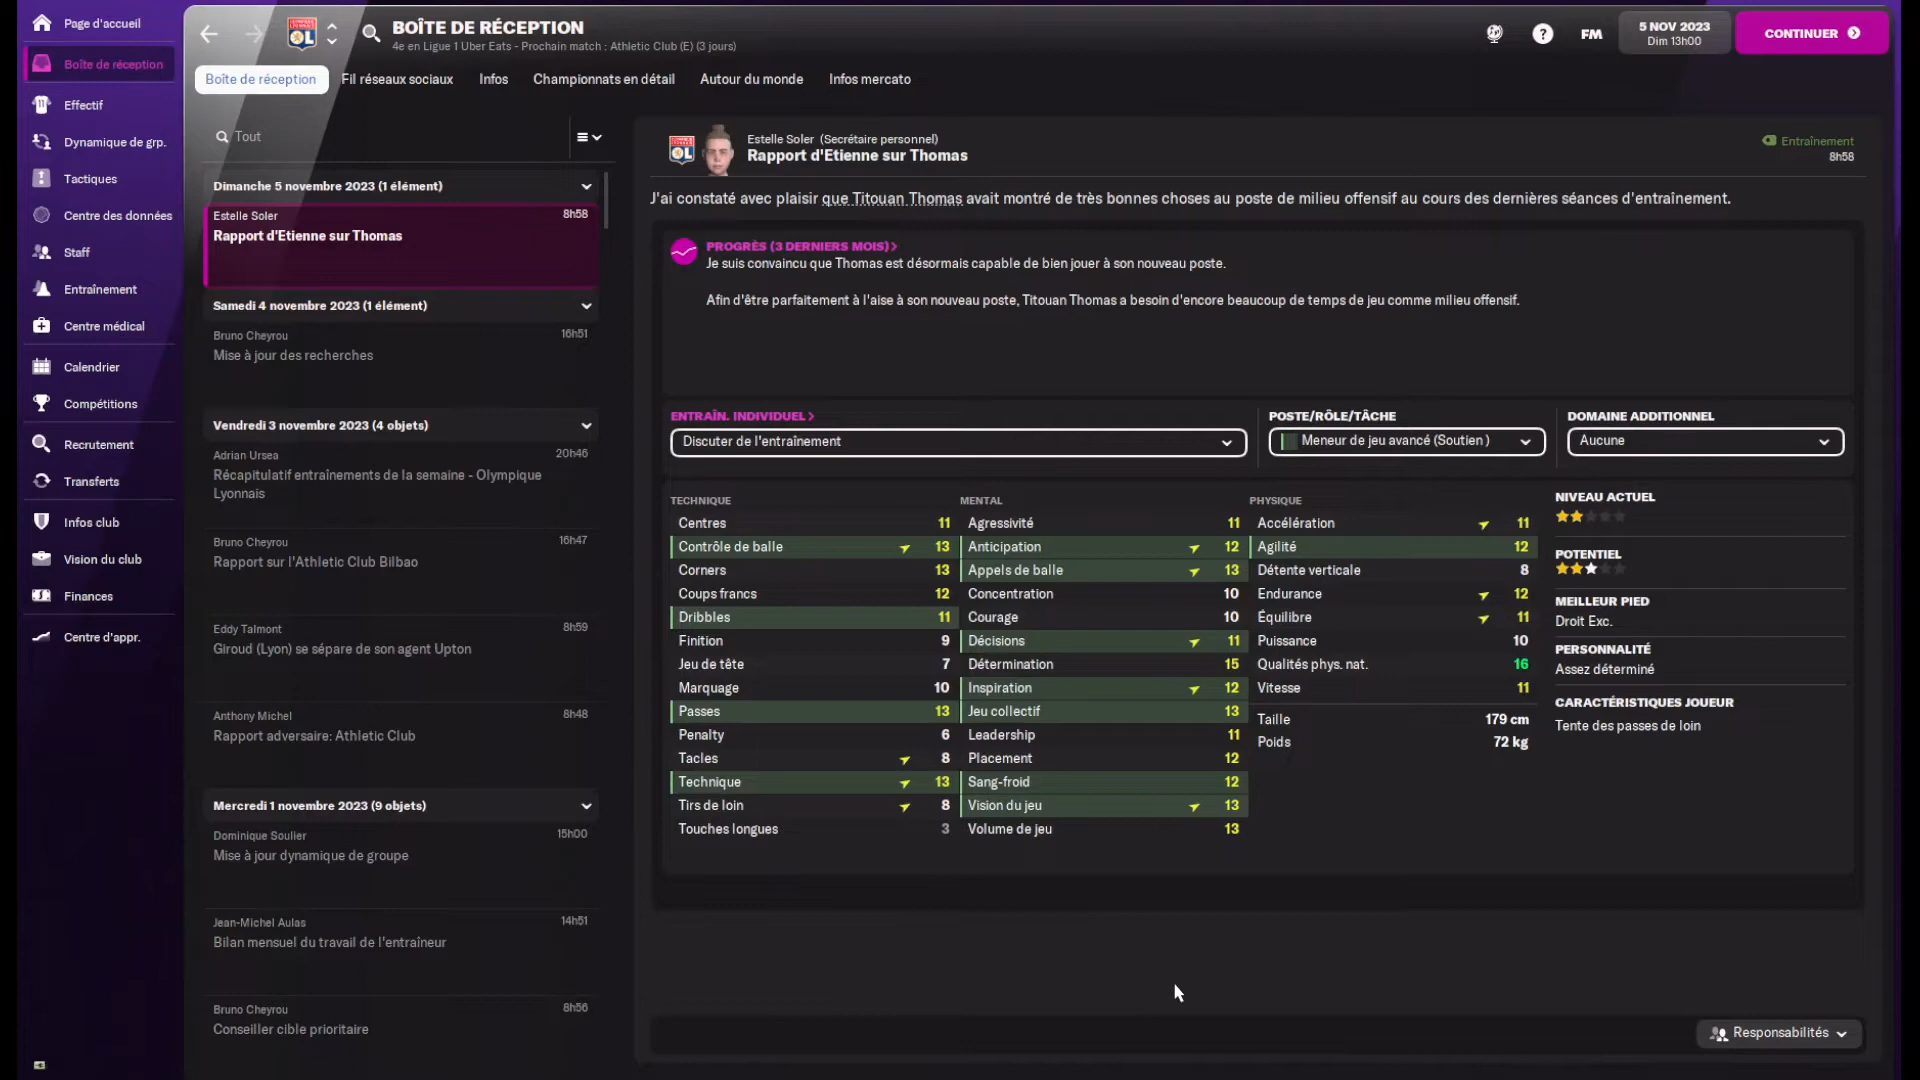 Page d'accueil
Boîte de réception
Effectif
Dynamique de grp.
Tactiques
Centre des données
Staff
Entraînement
Centre médical
Calendrier
Compétitions
Recrutement
Transferts
Infos club
Vision du club
Finances
Centre d'appr.
OL
BOÎTE DE RÉCEPTION
4e en Ligne 1 Uber Eats - Prochain match : Athletic Club (E) (3 jours)
?
FM
5 NOV 2023
Dim 13h00
CONTINUER
Boîte de réception
Fil réseaux sociaux
Infos
Championnats en détail
Autour du monde
Infos mercato
Tout
Dimanche 5 novembre 2023 (1 élément)
Estelle Soler 8h58
Rapport d'Etienne sur Thomas
Samedi 4 novembre 2023 (1 élément)
Bruno Cheyrou 16h51
Mise à jour des recherches
Vendredi 3 novembre 2023 (4 objets)
Adrian Ursea 20h46
Récapitulatif entraînements de la semaine - Olympique
Lyonnais
Bruno Cheyrou 16h47
Rapport sur l'Athletic Club Bilbao
Eddy Talmont 8h59
Giroud (Lyon) se sépare de son agent Upton
Anthony Michel 8h48
Rapport adversaire: Athletic Club
Mercredi 1 novembre 2023 (9 objets)
Dominique Soulier 15h00
Mise à jour dynamique de groupe
Jean-Michel Aulas 14h51
Bilan mensuel du travail de l'entraîneur
Bruno Cheyrou 8h56
Conseiller cible prioritaire
OL
Estelle Soler (Secrétaire personnel)
Rapport d'Etienne sur Thomas
Entraînement
8h58
J'ai constaté avec plaisir que Titouan Thomas avait montré de très bonnes choses au poste de milieu offensif au cours des dernières séances d'entraînement.
PROGRÈS (3 DERNIERS MOIS) >
Je suis convaincu que Thomas est désormais capable de bien jouer à son nouveau poste.
Afin d'être parfaitement à l'aise à son nouveau poste, Titouan Thomas a besoin d'encore beaucoup de temps de jeu comme milieu offensif.
ENTRAÎN. INDIVIDUEL >
Discuter de l'entraînement
POSTE/RÔLE/TÂCHE
Meneur de jeu avancé (Soutien )
DOMAINE ADDITIONNEL
Aucune
TECHNIQUE
Centres 11
Contrôle de balle 13
Corners 13
Coups francs 12
Dribbles 11
Finition 9
Jeu de tête 7
Marquage 10
Passes 13
Penalty 6
Tacles 8
Technique 13
Tirs de loin 8
Touches longues 3
MENTAL
Agressivité 11
Anticipation 12
Appels de balle 13
Concentration 10
Courage 10
Décisions 11
Détermination 15
Inspiration 12
Jeu collectif 13
Leadership 11
Placement 12
Sang-froid 12
Vision du jeu 13
Volume de jeu 13
PHYSIQUE
Accélération 11
Agilité 12
Détente verticale 8
Endurance 12
Équilibre 11
Puissance 10
Qualités phys. nat. 16
Vitesse 11
Taille 179 cm
Poids 72 kg
NIVEAU ACTUEL
POTENTIEL
MEILLEUR PIED
Droit Exc.
PERSONNALITÉ
Assez déterminé
CARACTÉRISTIQUES JOUEUR
Tente des passes de loin
Responsabilités